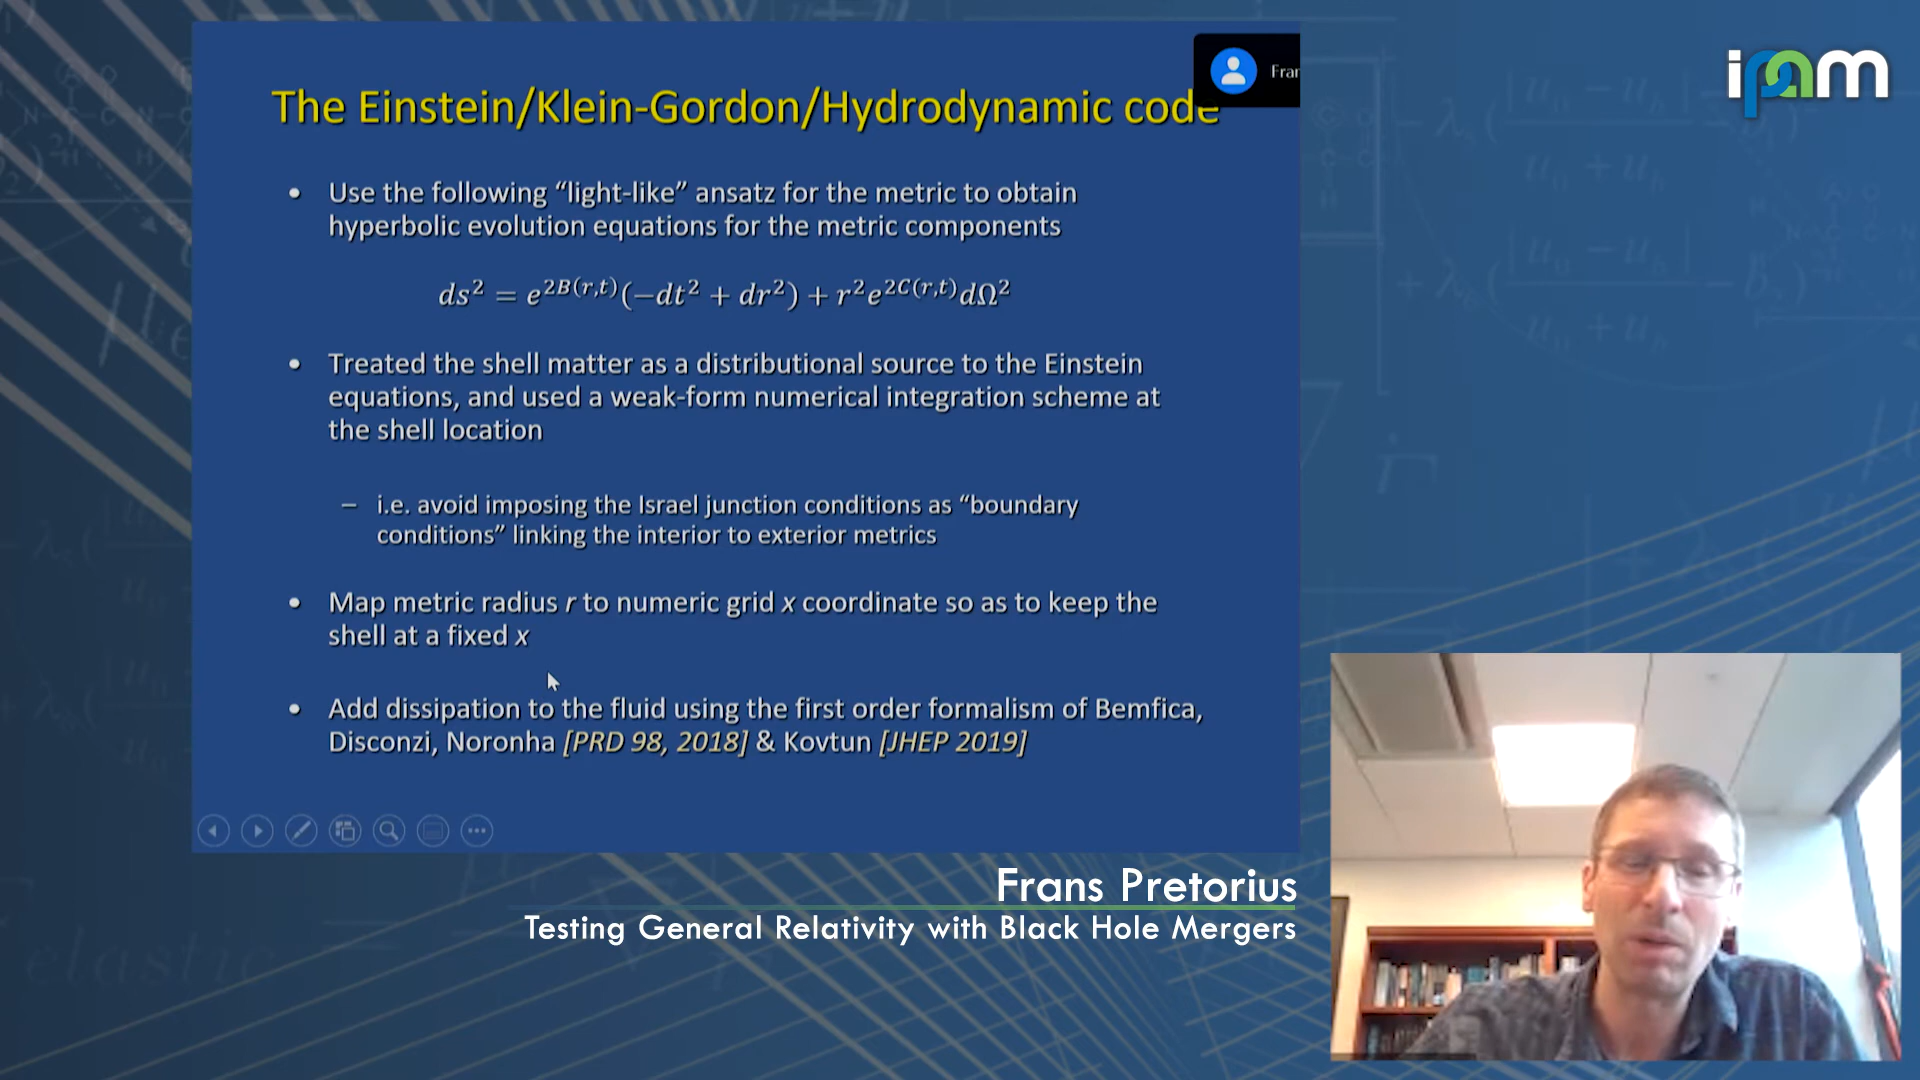 ipam
Fran
The Einstein/Klein-Gordon/Hydrodynamic code
• Use the following “light-like” ansatz for the metric to obtain
hyperbolic evolution equations for the metric components
ds² = e^{2B(r,t)}(−dt² + dr²) + r²e^{2C(r,t)}dΩ²
• Treated the shell matter as a distributional source to the Einstein
equations, and used a weak-form numerical integration scheme at
the shell location
– i.e. avoid imposing the Israel junction conditions as “boundary
conditions” linking the interior to exterior metrics
• Map metric radius r to numeric grid x coordinate so as to keep the
shell at a fixed x
• Add dissipation to the fluid using the first order formalism of Bemfica,
Disconzi, Noronha [PRD 98, 2018] & Kovtun [JHEP 2019]
Frans Pretorius
Testing General Relativity with Black Hole Mergers
elastic